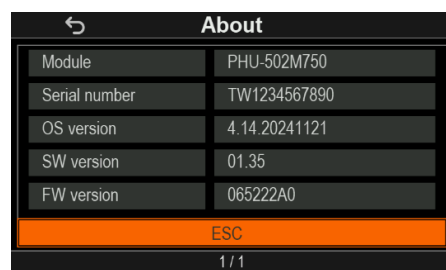 About
Module PHU-502M750
Serial number TW1234567890
OS version 4.14.20241121
SW version 01.35
FW version 065222A0
ESC
1 / 1